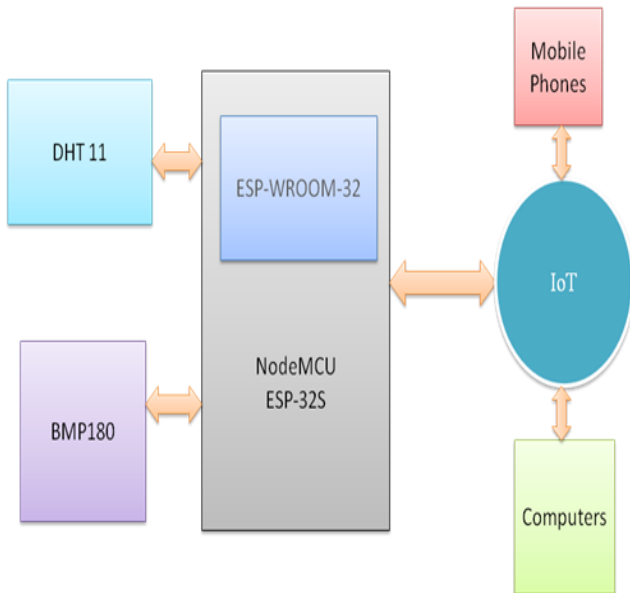 Mobile
Phones
DHT 11
ESP-WROOM-32
IoT
NodeMCU
ESP-32S
BMP180
Computers